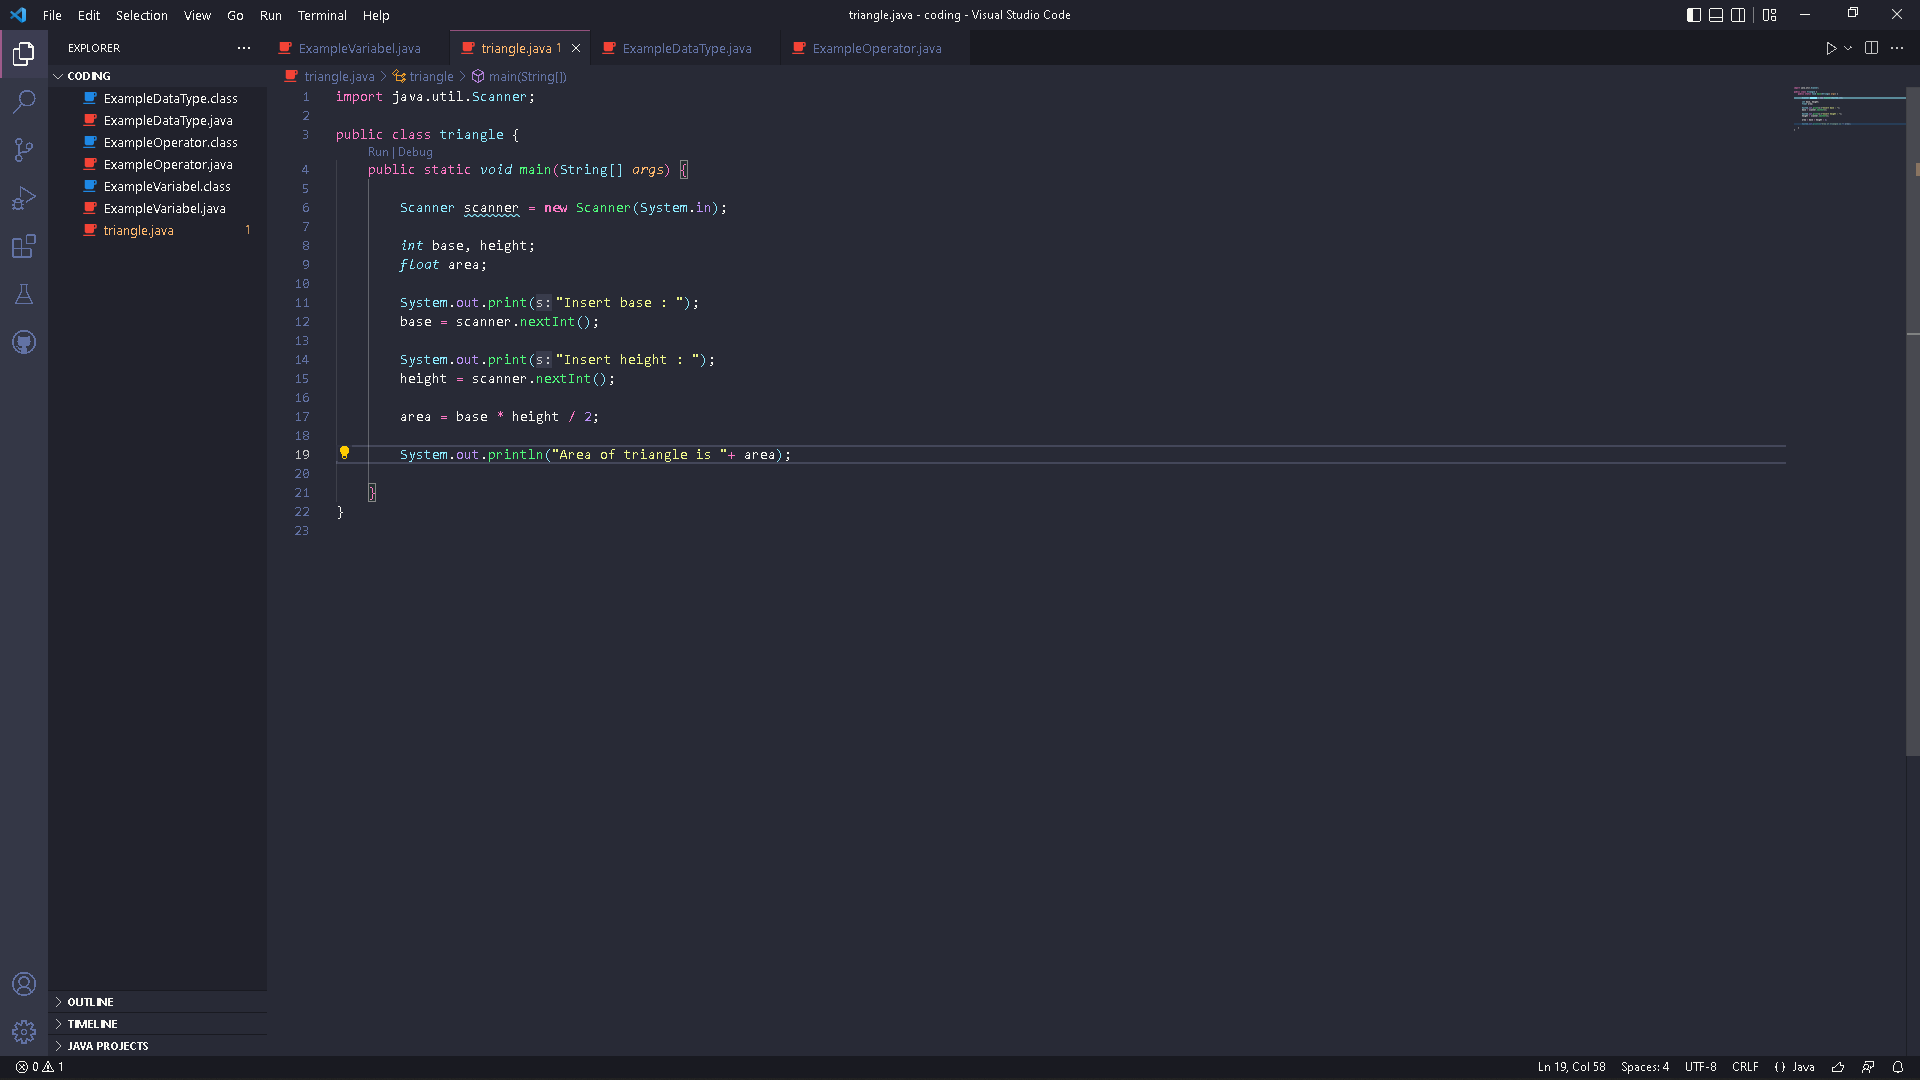 File Edit Selection View Go Run Terminal Help
triangle.java - coding - Visual Studio Code
EXPLORER
ExampleVariabel.java
triangle.java 1
ExampleDataType.java
ExampleOperator.java
CODING
ExampleDataType.class
ExampleDataType.java
ExampleOperator.class
ExampleOperator.java
ExampleVariabel.class
ExampleVariabel.java
triangle.java 1
OUTLINE
TIMELINE
JAVA PROJECTS
triangle.java > triangle > main(String[])
1 import java.util.Scanner;
2
3 public class triangle {
Run | Debug
4 public static void main(String[] args) {
5
6 Scanner scanner = new Scanner(System.in);
7
8 int base, height;
9 float area;
10
11 System.out.print(s:"Insert base : ");
12 base = scanner.nextInt();
13
14 System.out.print(s:"Insert height : ");
15 height = scanner.nextInt();
16
17 area = base * height / 2;
18
19 System.out.println("Area of triangle is "+ area);
20
21 }
22 }
23
0 1
Ln 19, Col 58 Spaces: 4 UTF-8 CRLF {} Java